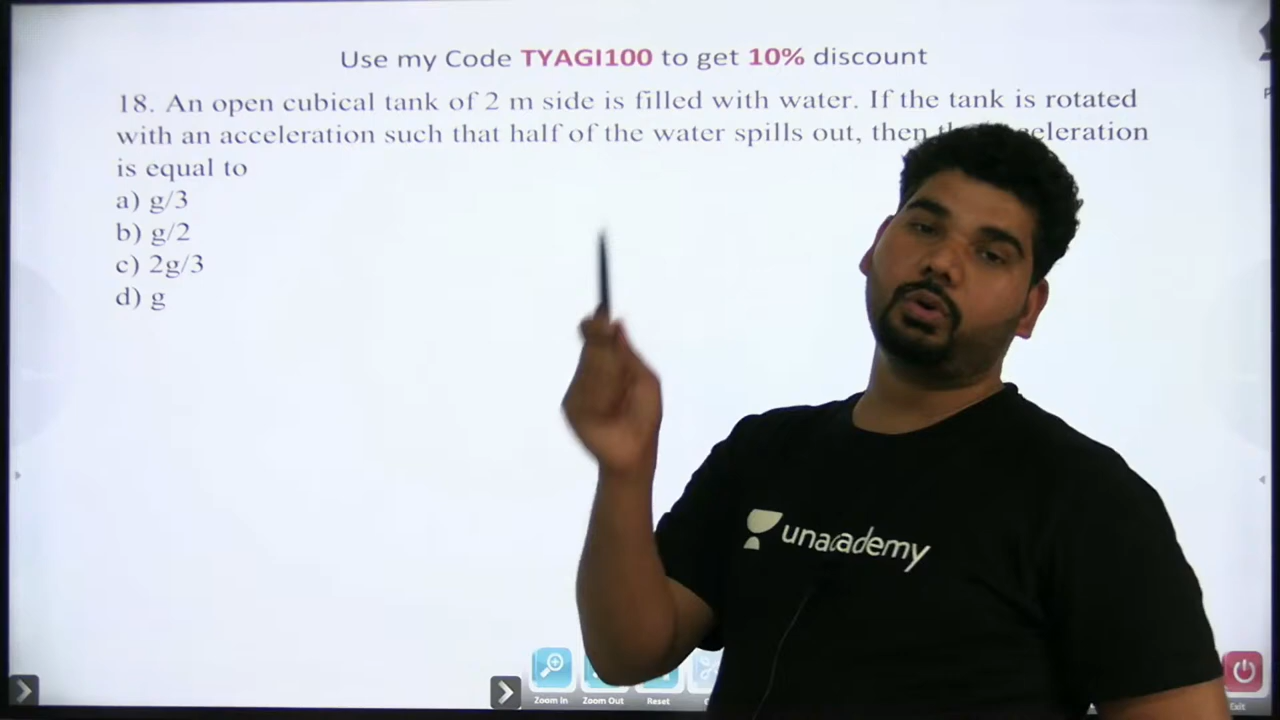 Use my Code TYAGI100 to get 10% discount
18. An open cubical tank of 2 m side is filled with water. If the tank is rotated
with an acceleration such that half of the water spills out, then
is equal to
a) g/3
b) g/2
c) 2g/3
d) g
unacademy
Zoom In
Zoom Out
Reset
Exit